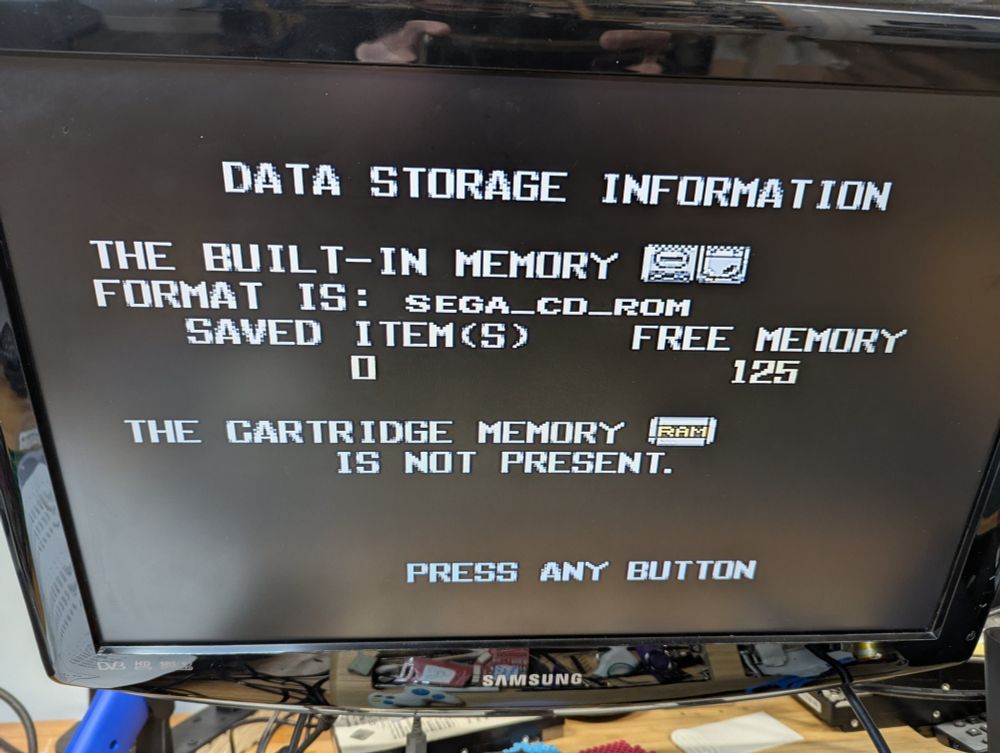 DATA STORAGE INFORMATION
THE BUILT-IN MEMORY
FORMAT IS: SEGA_CD_ROM
SAVED ITEM(S) FREE MEMORY
0 125
THE CARTRIDGE MEMORY RAM
IS NOT PRESENT.
PRESS ANY BUTTON
SAMSUNG